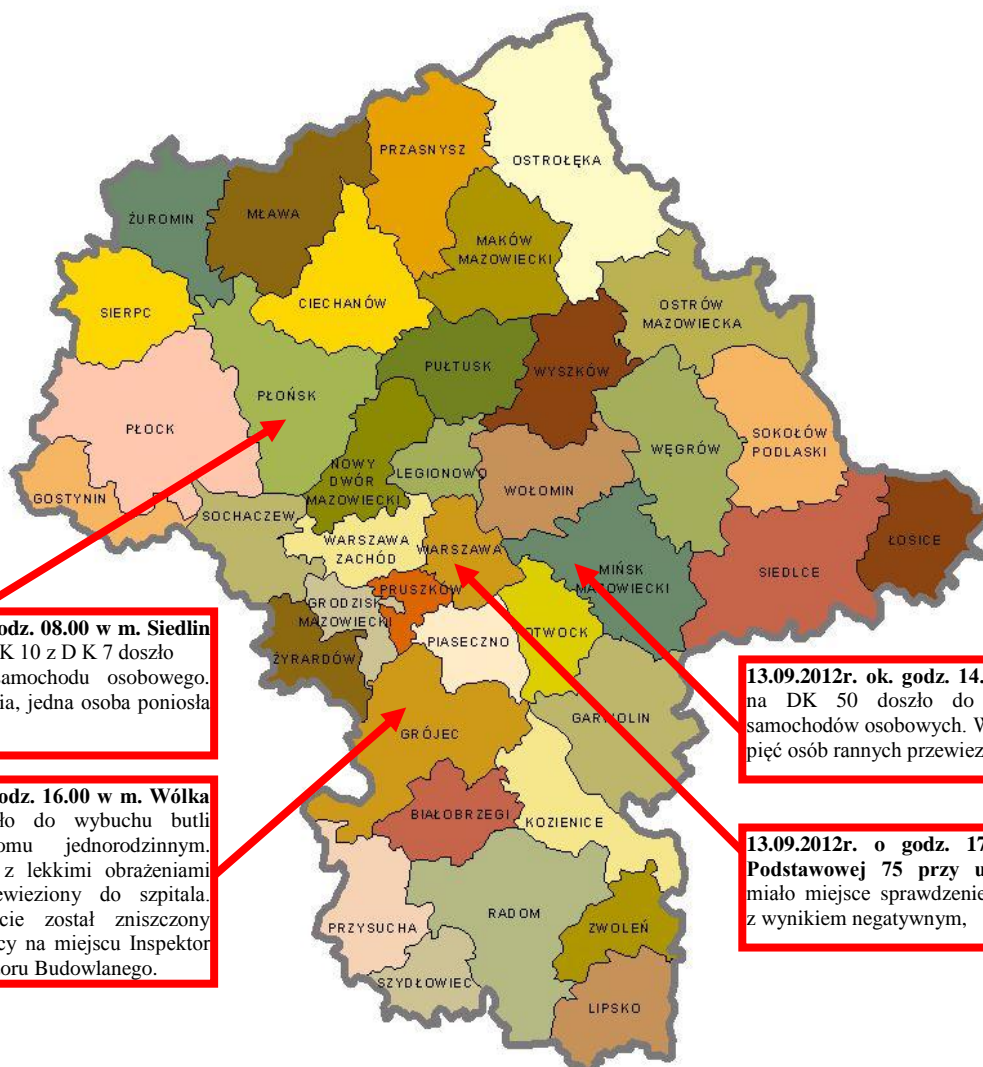 PRZASNYSZ
OSTROŁĘKA
ŻUROMIN
MŁAWA
MAKÓW
MAZOWIECKI
CIECHANÓW
OSTRÓW
MAZOWIECKA
SIERPC
PUŁTUSK
WYSZKÓW
PŁOŃSK
PŁOCK
SOKOŁÓW
PODLASKI
WĘGRÓW
NOWY
DWÓR
MAZOWIECKI
LEGIONOWO
WOŁOMIN
GOSTYNIN
SOCHACZEW
WARSZAWA
ZACHÓD
WARSZAWA
ŁOSICE
SIEDLCE
MIŃSK
MAZOWIECKI
PRUSZKÓW
GRODZISK
MAZOWIECKI
PIASECZNO
OTWOCK
ŻYRARDÓW
GARWOLIN
GRÓJEC
BIAŁOBRZEGI
KOZIENICE
RADOM
PRZYSUCHA
ZWOLEŃ
SZYDŁOWIEC
LIPSKO
odz. 08.00 w m. Siedlin
K 10 z D K 7 doszło
samochodu osobowego.
ia, jedna osoba poniosła
odz. 16.00 w m. Wólka
ło do wybuchu butli
omu jednorodzinnym.
z lekkimi obrażeniami
ewieziony do szpitala.
cie został zniszczony
cy na miejscu Inspektor
oru Budowlanego.
13.09.2012r. ok. godz. 14.
na DK 50 doszło do
samochodów osobowych. W
pięć osób rannych przewiez
13.09.2012r. o godz. 17
Podstawowej 75 przy u
miało miejsce sprawdzenie
z wynikiem negatywnym,